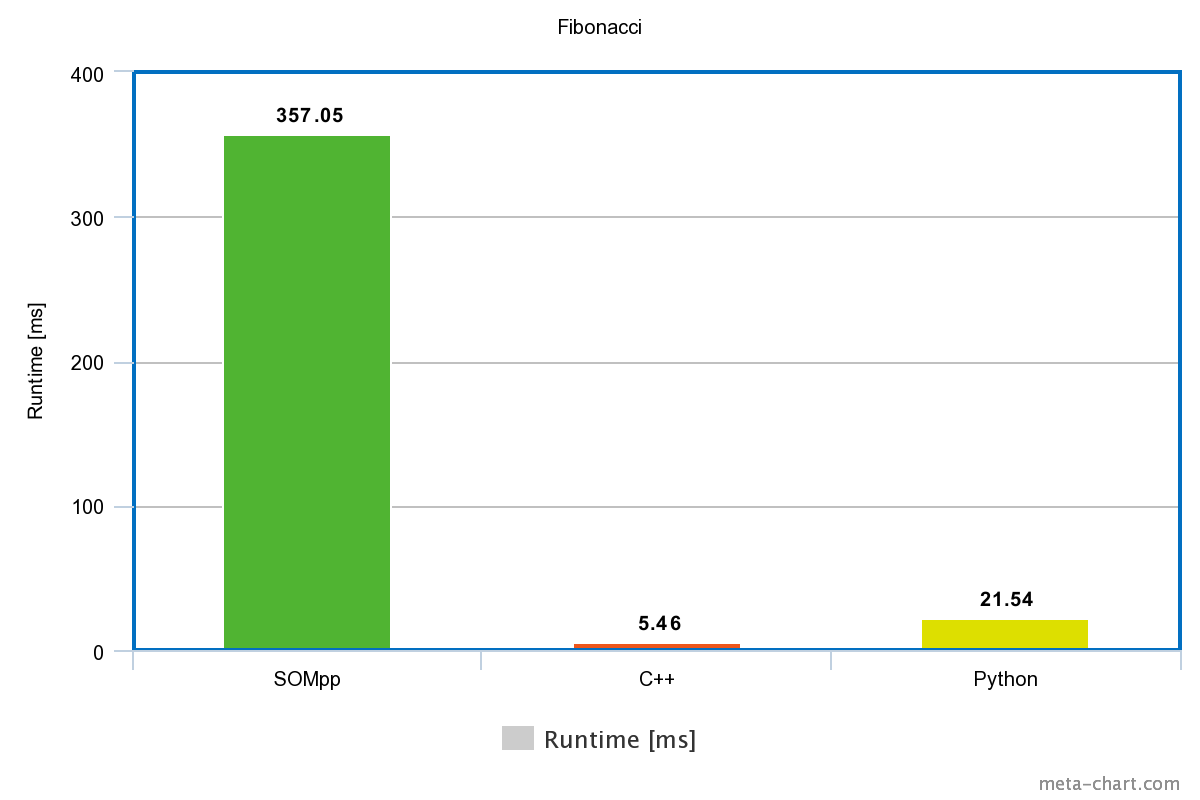 Fibonacci
400
357.05
300
Runtime [ms]
200
100
21.54
5.46
0
SOMpp
C++
Python
Runtime [ms]
meta-chart.com